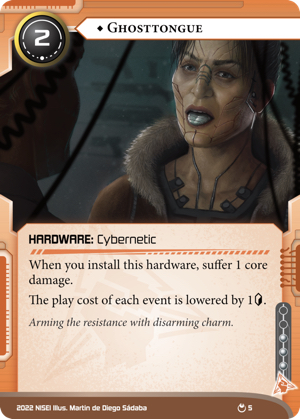 2
◆ Ghosttongue
HARDWARE: Cybernetic
When you install this hardware, suffer 1 core
damage.
The play cost of each event is lowered by 1.
Arming the resistance with disarming charm.
2022 NISEI Illus. Martin de Diego Sádaba
5